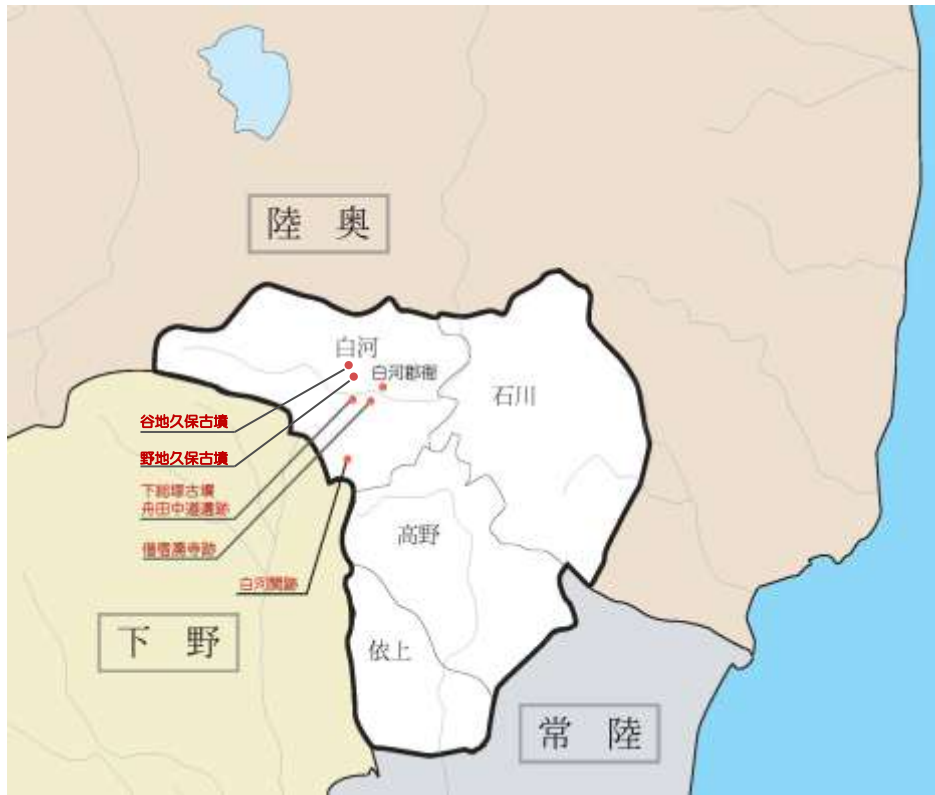 陸奥
白河
白河郡衙
石川
谷地久保古墳
野地久保古墳
下総塚古墳
舟田中道遺跡
借宿廃寺跡
高野
白河関跡
下野
依上
常陸